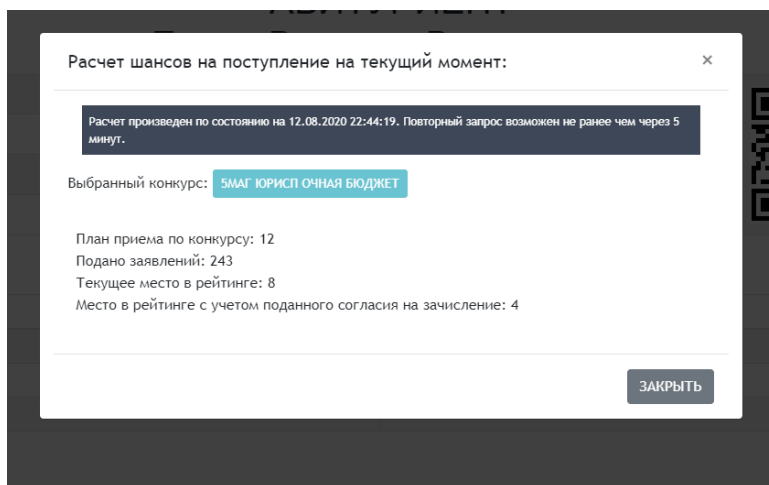 Расчет шансов на поступление на текущий момент:
×
Расчет произведен по состоянию на 12.08.2020 22:44:19. Повторный запрос возможен не ранее чем через 5
минут.
Выбранный конкурс: 5МАГ ЮРИСП ОЧНАЯ БЮДЖЕТ
План приема по конкурсу: 12
Подано заявлений: 243
Текущее место в рейтинге: 8
Место в рейтинге с учетом поданного согласия на зачисление: 4
ЗАКРЫТЬ